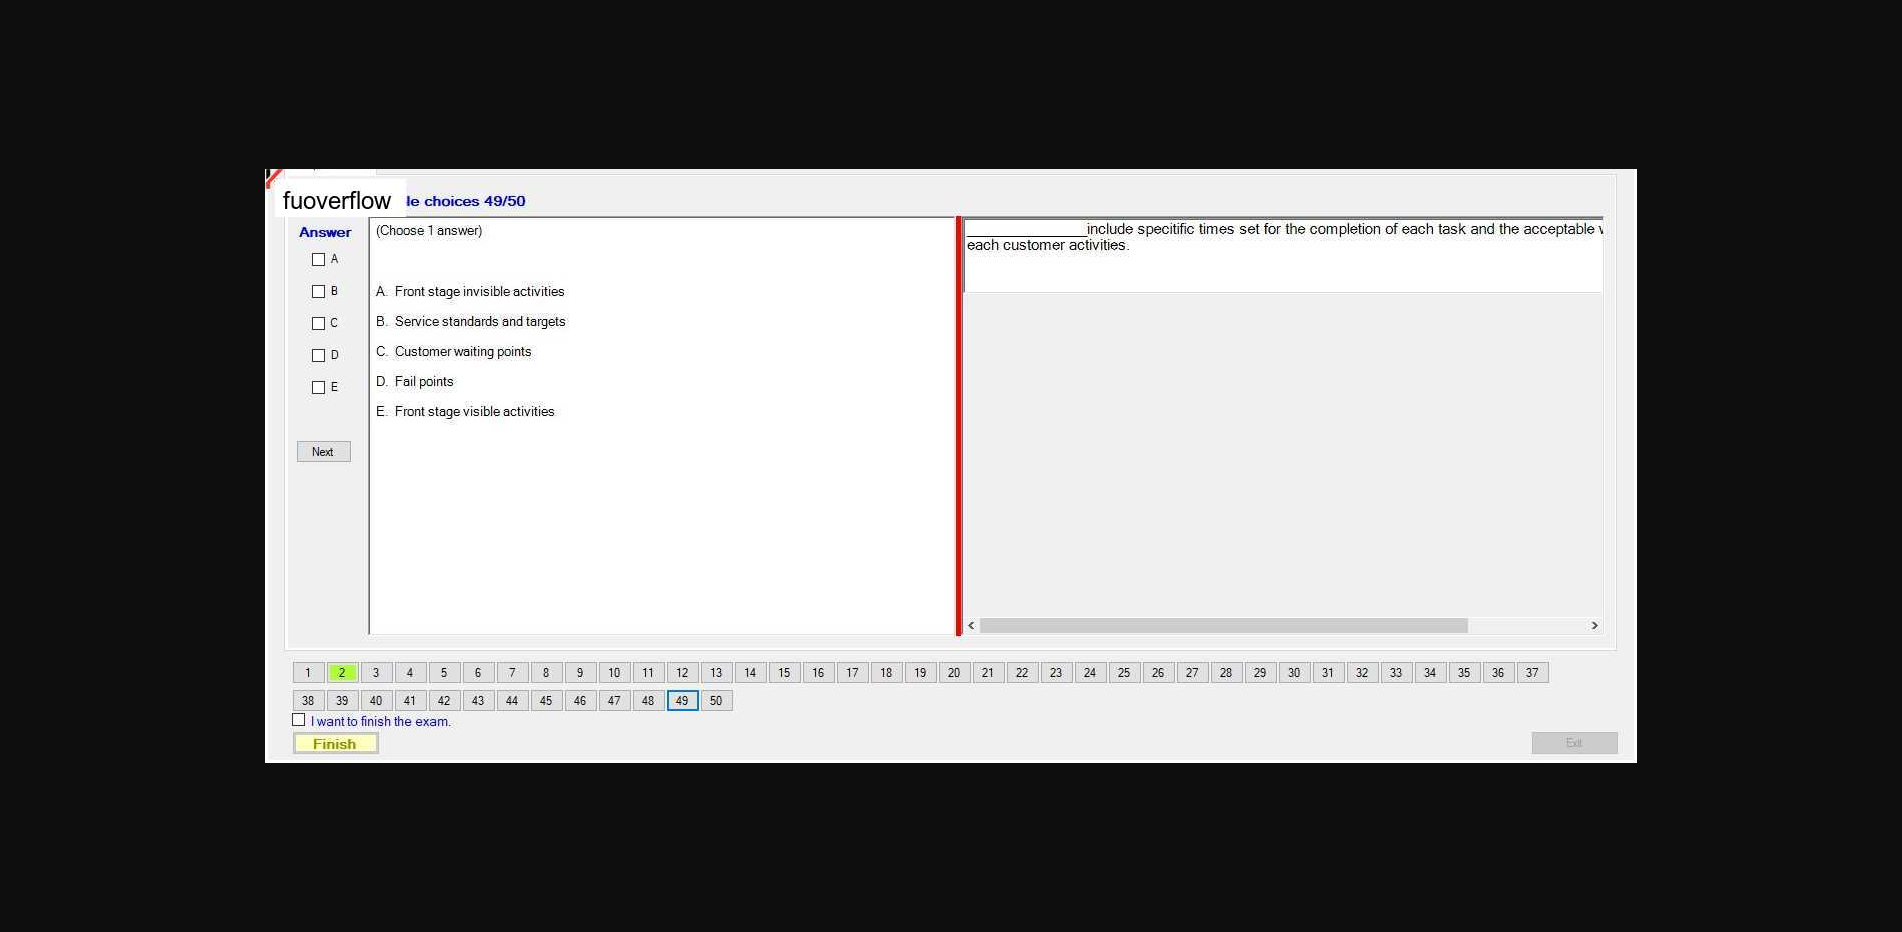 fuoverflow
le choices 49/50
Answer
(Choose 1 answer)
____________include specitific times set for the completion of each task and the acceptable
each customer activities.
A
B
C
D
E
A. Front stage invisible activities
B. Service standards and targets
C. Customer waiting points
D. Fail points
E. Front stage visible activities
Next
1 2 3 4 5 6 7 8 9 10 11 12 13 14 15 16 17 18 19 20 21 22 23 24 25 26 27 28 29 30 31 32 33 34 35 36 37
38 39 40 41 42 43 44 45 46 47 48 49 50
I want to finish the exam.
Finish
Exit